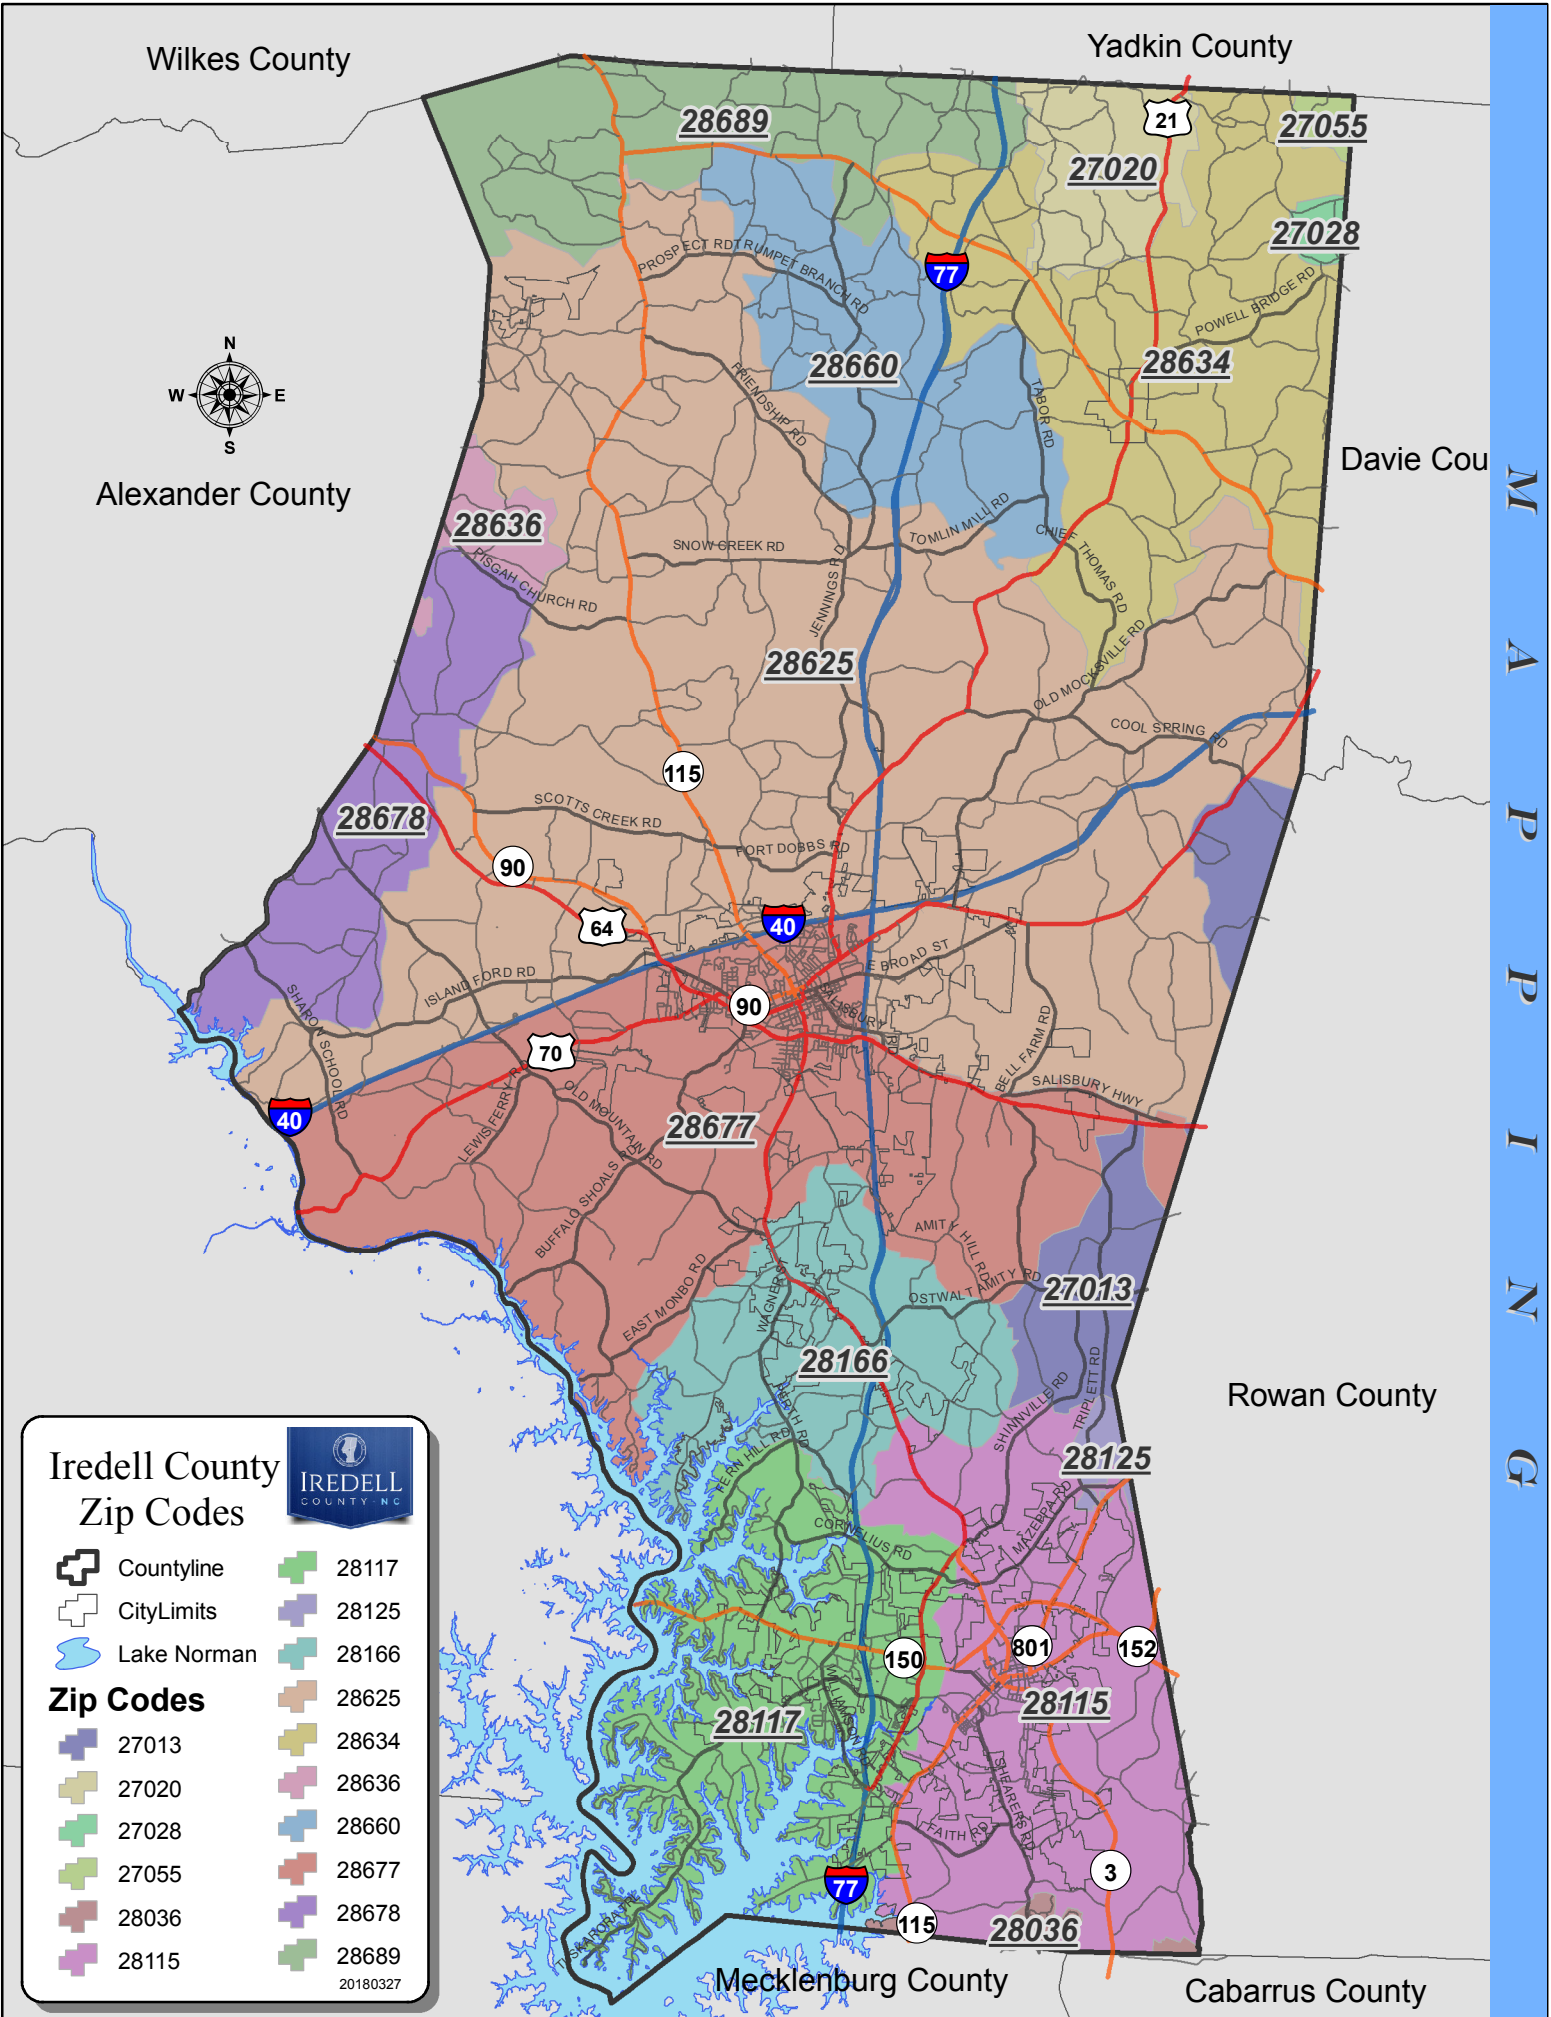 Wilkes County
Yadkin County
28689
21
27055
27020
27028
PROSPECT RD
TRUMPET BRANCH RD
77
POWELL BRIDGE RD
N
W
E
S
28660
28634
FRIENDSHIP RD
TABOR RD
Davie Cou
Alexander County
28636
TOMLIN MILL RD
CHIEF THOMAS RD
SNOW CREEK RD
PISGAH CHURCH RD
JENNINGS RD
28625
OLD MOCKSVILLE RD
COOL SPRING RD
115
SCOTTS CREEK RD
28678
FORT DOBBS RD
90
64
40
E BROAD ST
ISLAND FORD RD
SHARON SCHOOL RD
90
SALISBURY RD
70
BELL FARM RD
SALISBURY HWY
40
LEWIS FERRY RD
OLD MOUNTAIN RD
28677
BUFFALO SHOALS RD
AMITY HILL RD
EAST MONBO RD
WAGNER ST
OSTWALT AMITY RD
27013
28166
PERTH RD
SHINNVILLE RD
TRIPLETT RD
Rowan County
FERN HILL RD
28125
MAZEPPA RD
CORNELIUS RD
150
801
152
WILLIAMSON RD
28117
28115
SHEARERS RD
FAITH RD
3
77
115
28036
TUSKARORA TRL
Mecklenburg County
Cabarrus County
Iredell County
Zip Codes
IREDELL
COUNTY NC
Countyline
CityLimits
Lake Norman
Zip Codes
27013
27020
27028
27055
28036
28115
28117
28125
28166
28625
28634
28636
28660
28677
28678
28689
20180327
MAPPING